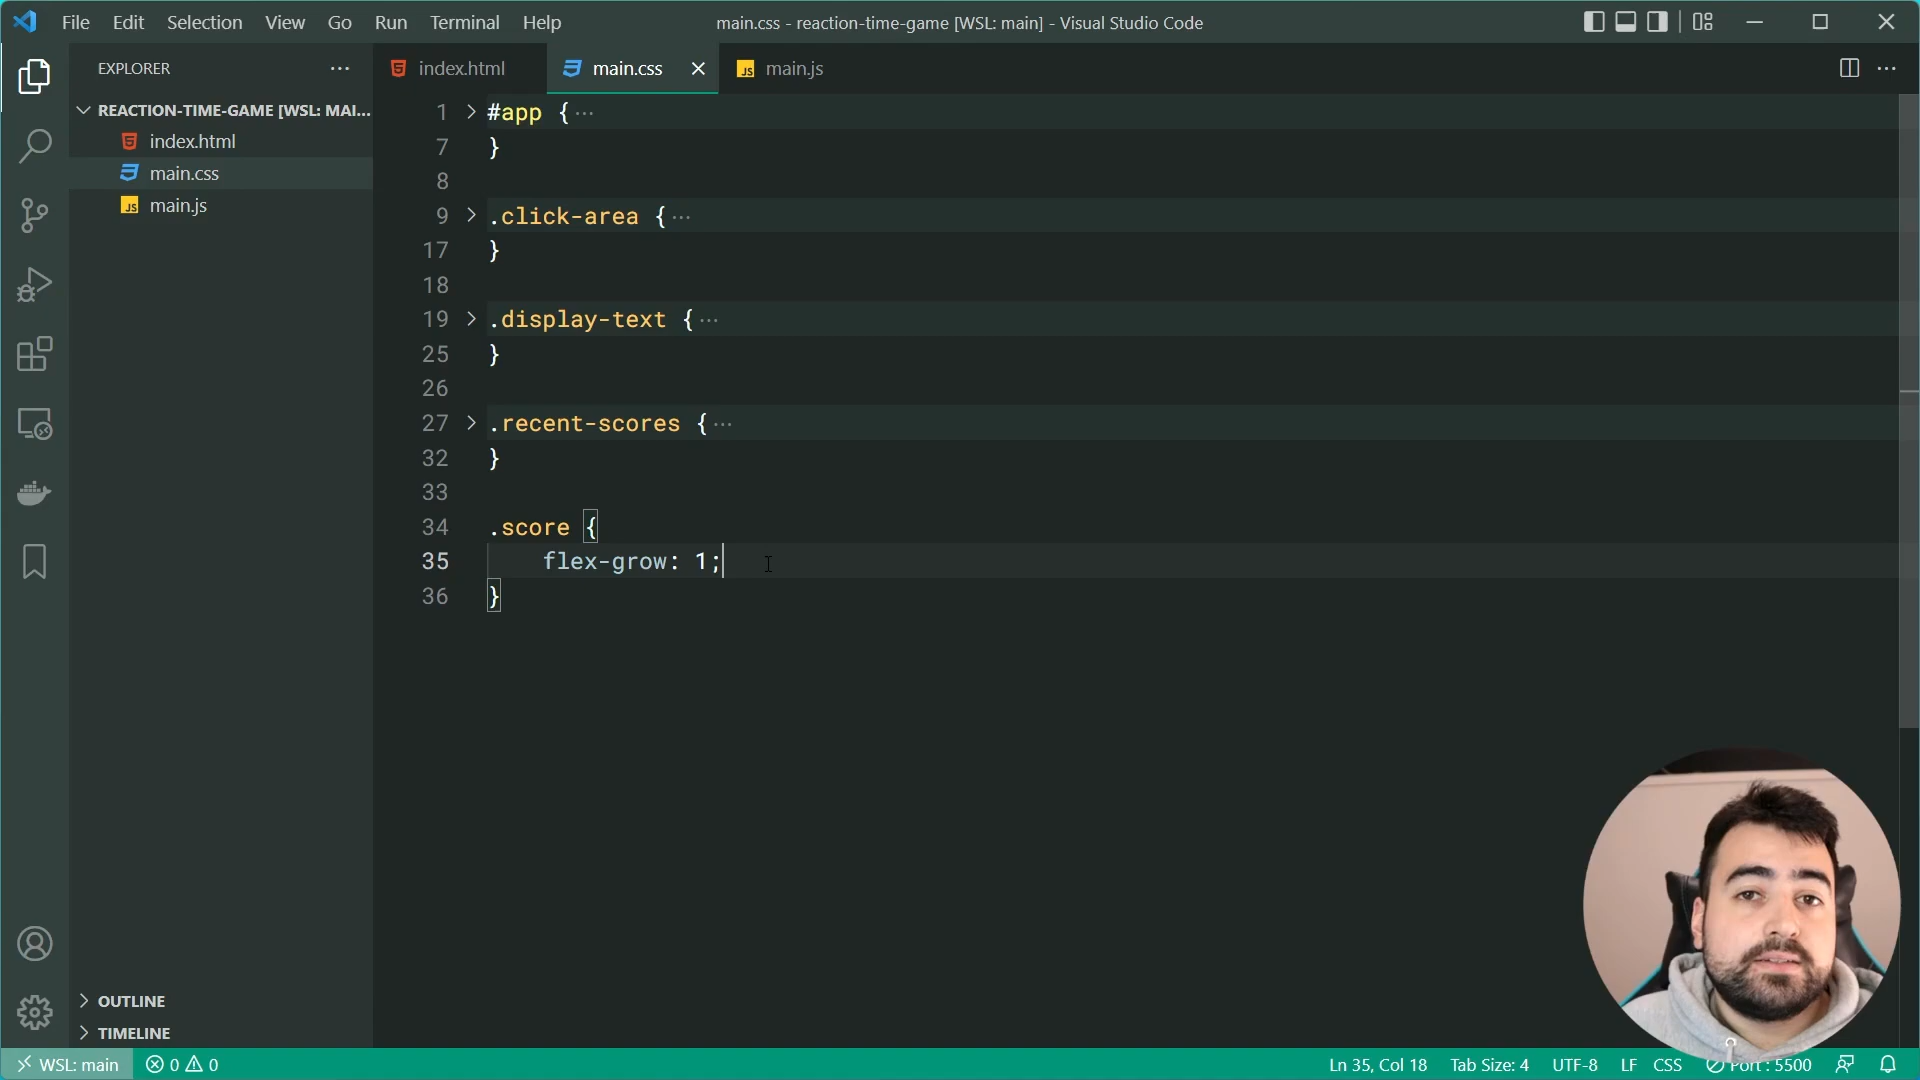 File Edit Selection View Go Run Terminal Help main.css - reaction-time-game [WSL: main] - Visual Studio Code
EXPLORER
REACTION-TIME-GAME [WSL: MAI...
index.html
main.css
main.js
OUTLINE
TIMELINE
index.html main.css main.js
1 #app {
7 }
8
9 .click-area {
17 }
18
19 .display-text {
25 }
26
27 .recent-scores {
32 }
33
34 .score {
35 flex-grow: 1;
36 }
WSL: main 0 0 Ln 35, Col 18 Tab Size: 4 UTF-8 LF CSS Port : 5500